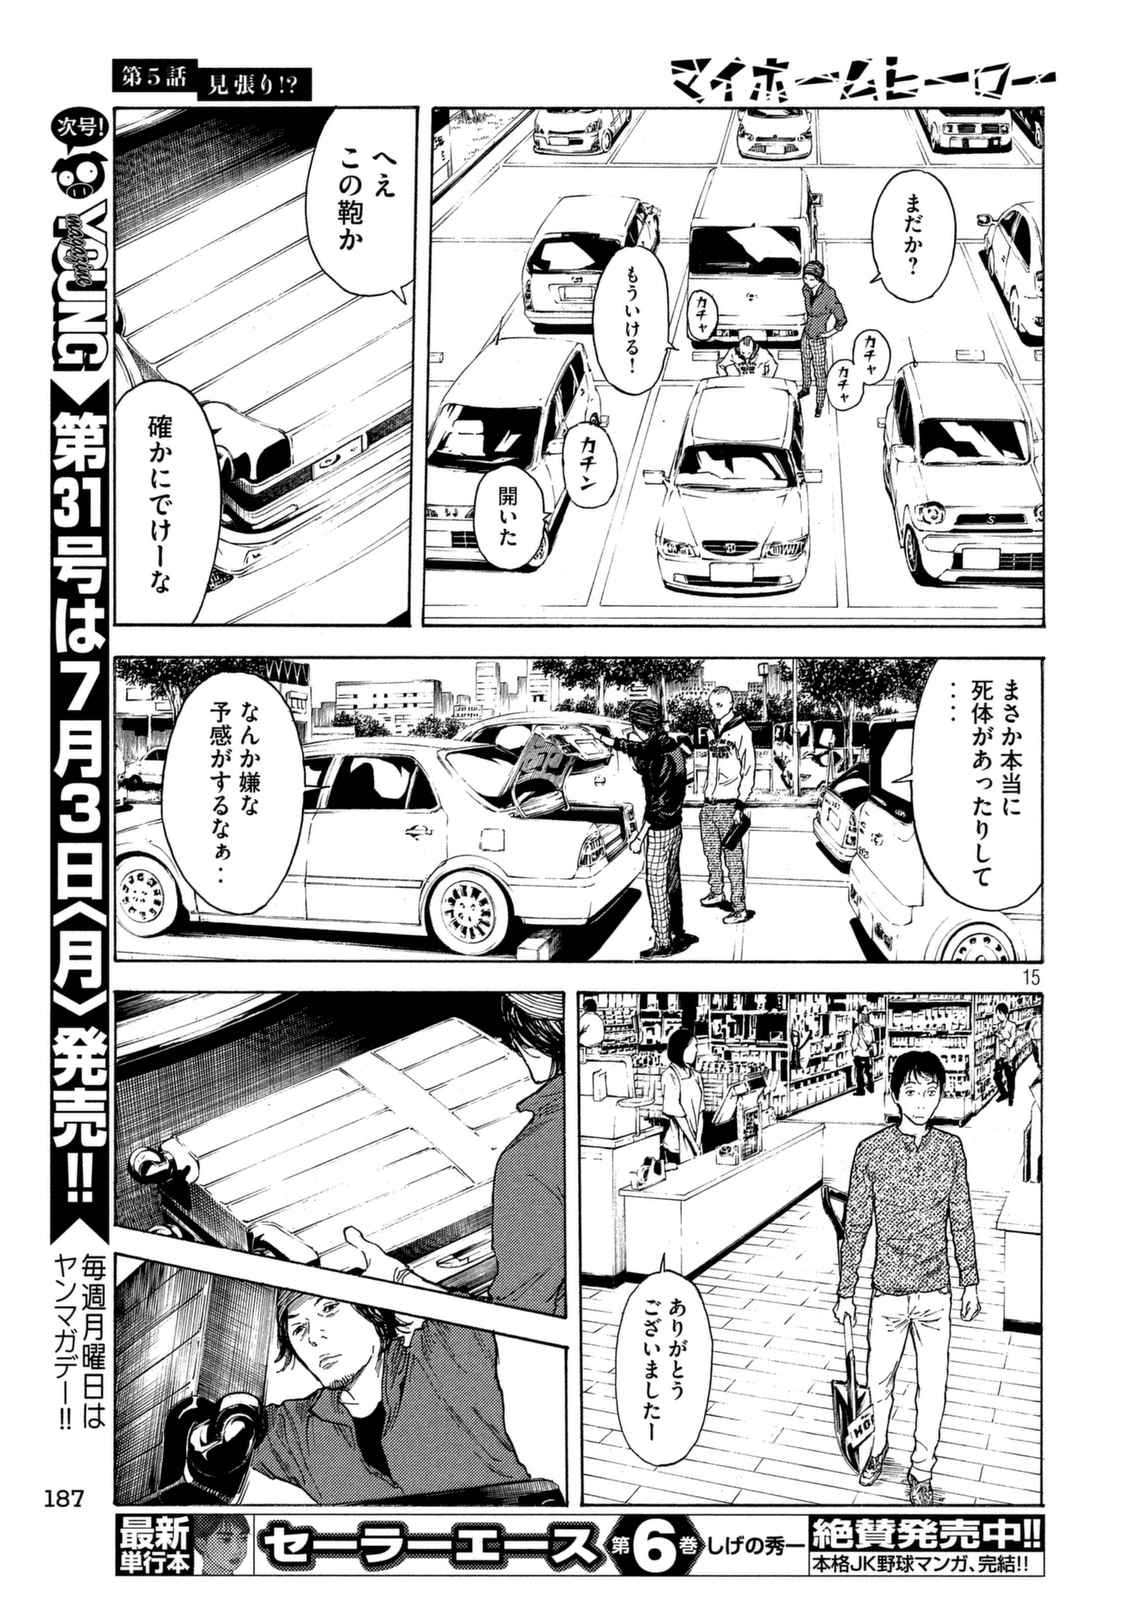 マイホームヒーロー
第5話
見張り!?
まだか?
もういける!
カチャ
カチャ
カチャ
カチン
開いた
へえ
この鞄か
確かにでけーな
まさか本当に
死体があったりして
‥‥
なんか嫌な
予感がするなぁ
‥
15
ありがとう
ございましたー
次号!
YOUNG
magazine
第31号は7月3日〈月〉発売!!
毎週月曜日は
ヤンマガデー!!
187
最新
単行本
セーラーエース
第6巻
しげの秀一
絶賛発売中!!
本格JK野球マンガ、完結!!